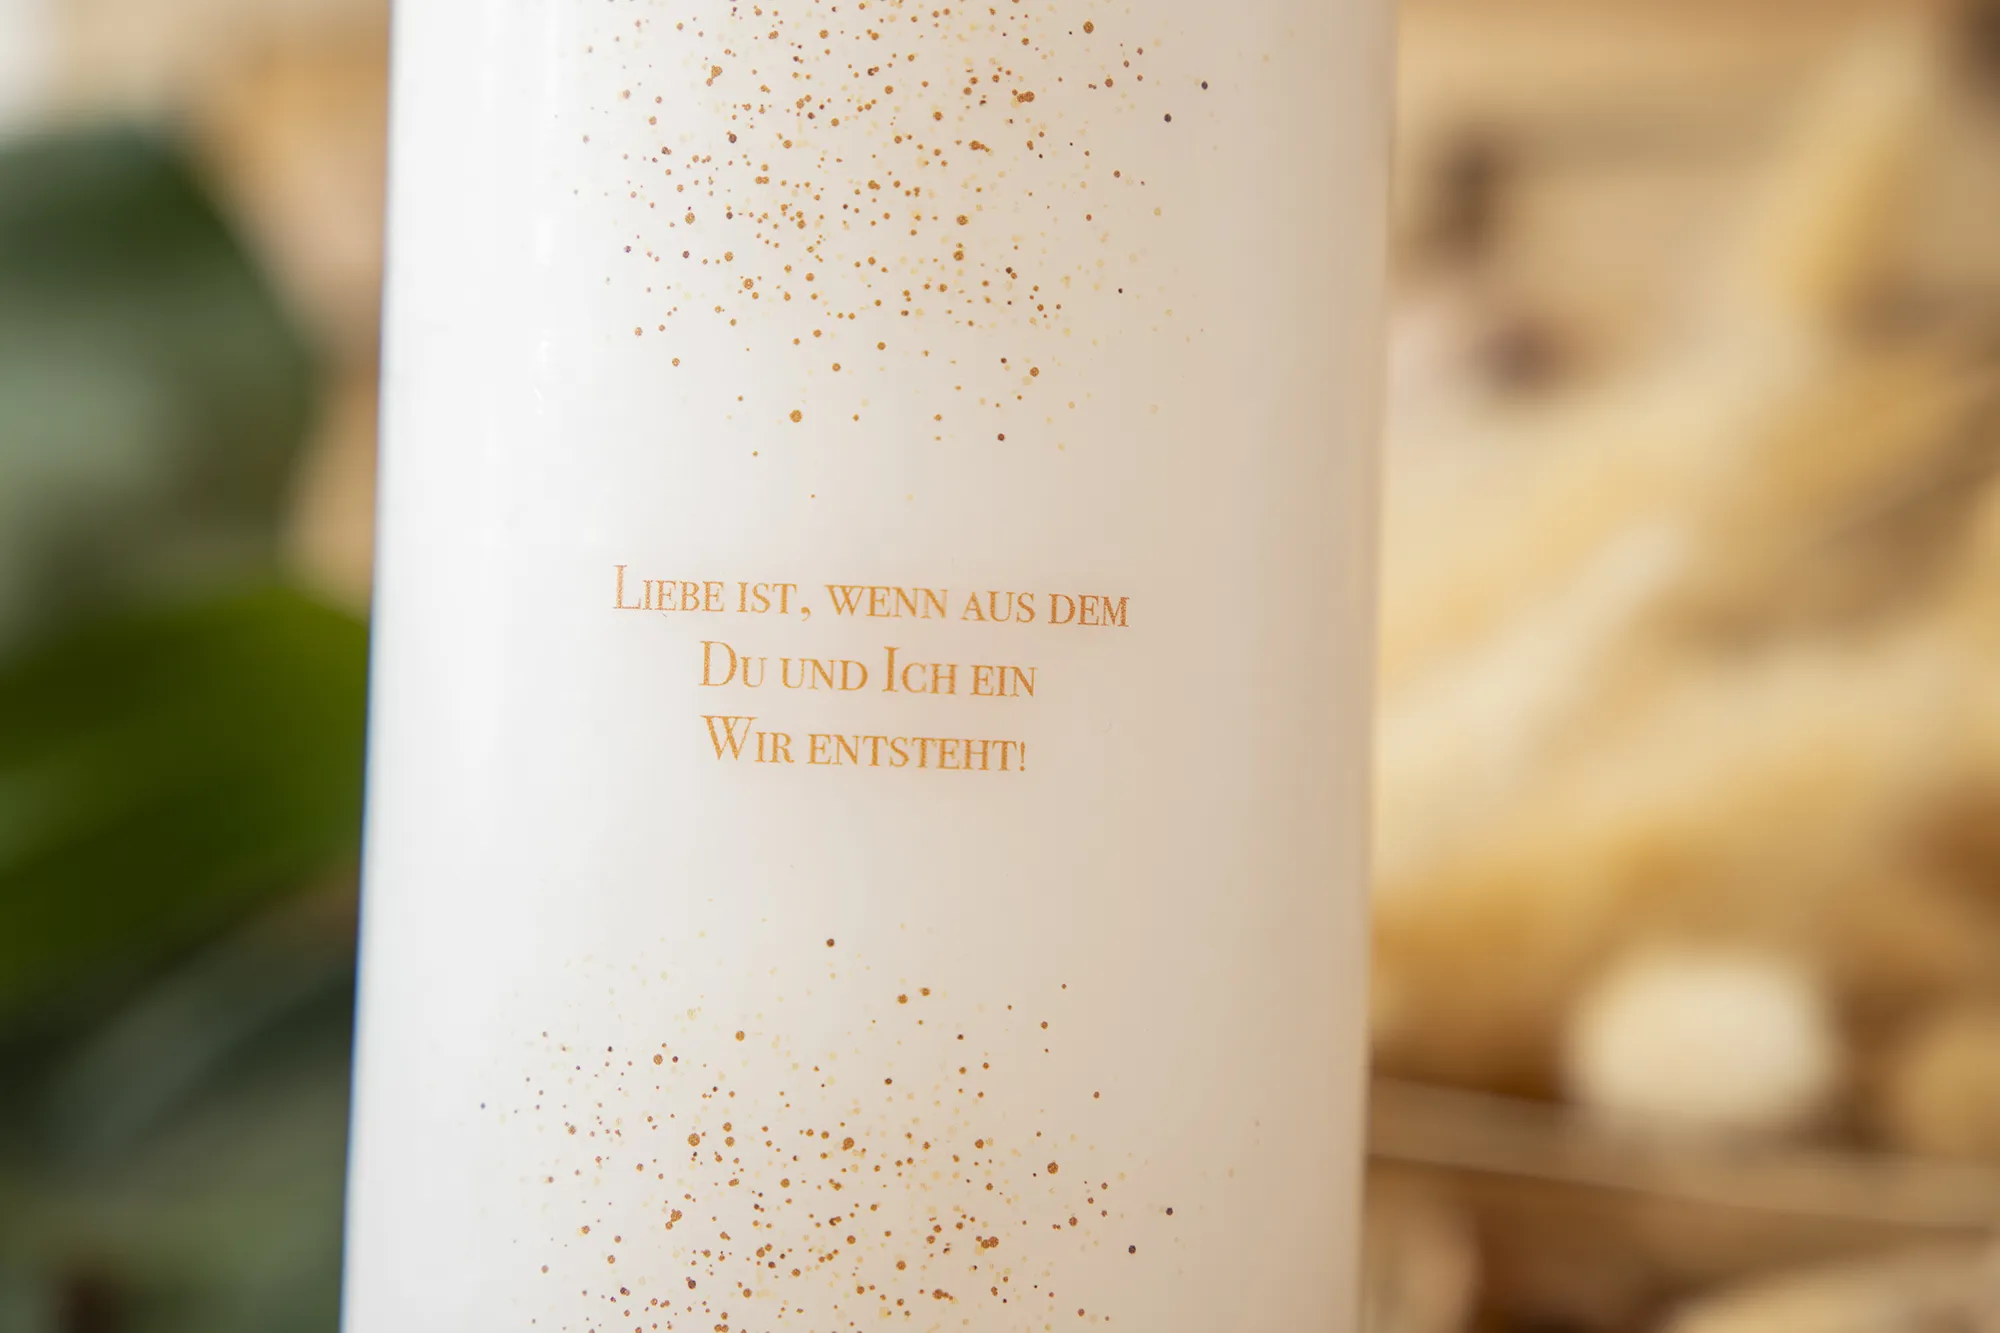 Liebe ist, wenn aus dem
Du und Ich ein
Wir entsteht!